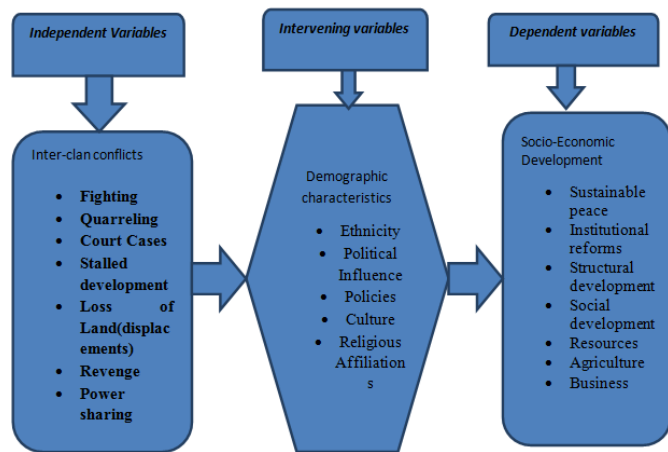 Independent Variables
Intervening variables
Dependent variables
Inter-clan conflicts
• Fighting
• Quarreling
• Court Cases
• Stalled
development
• Loss of
Land(displac
ements)
• Revenge
• Power
sharing
Demographic
characteristics
• Ethnicity
• Political
Influence
• Policies
• Culture
• Religious
Affiliation
s
Socio-Economic
Development
• Sustainable
peace
• Institutional
reforms
• Structural
development
• Social
development
• Resources
• Agriculture
• Business